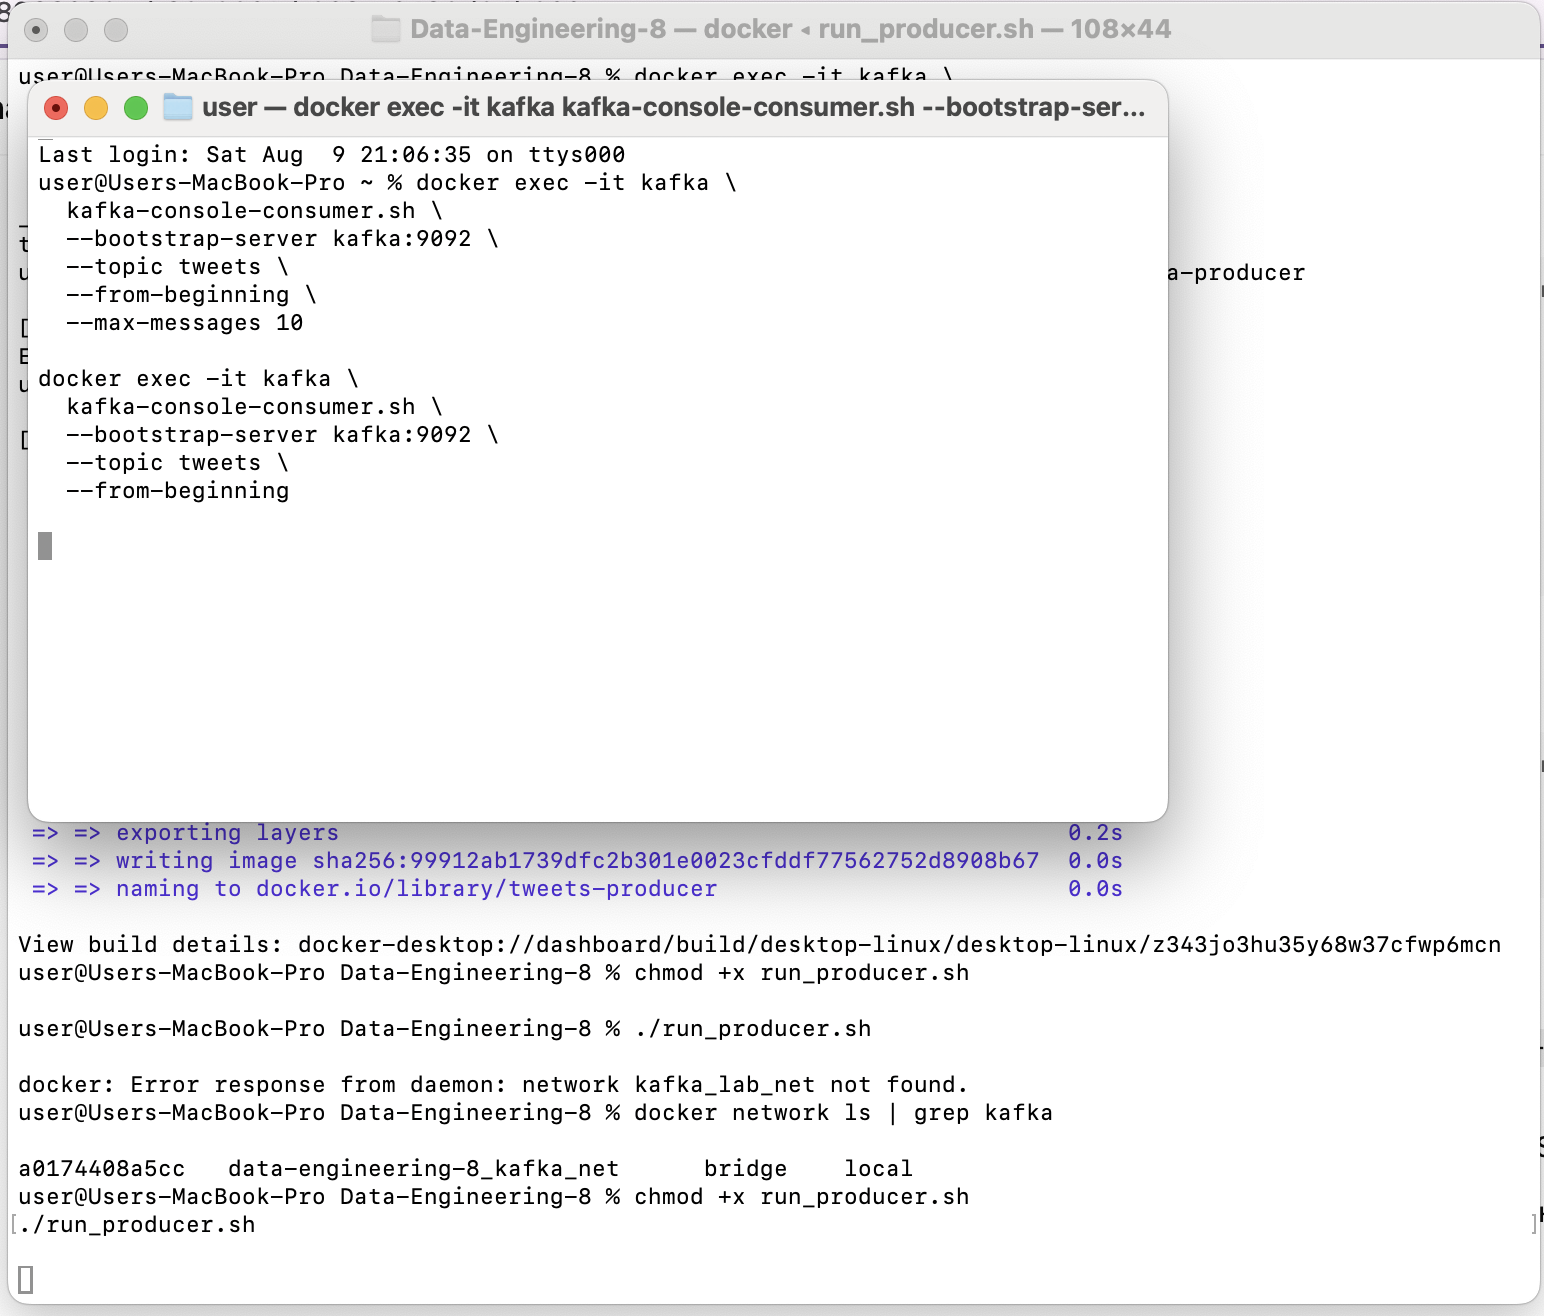 Data-Engineering-8 — docker ◂ run_producer.sh — 108×44
user@Users-MacBook-Pro Data-Engineering-8 % docker exec -it kafka \
user — docker exec -it kafka kafka-console-consumer.sh --bootstrap-ser...
Last login: Sat Aug  9 21:06:35 on ttys000
user@Users-MacBook-Pro ~ % docker exec -it kafka \
  kafka-console-consumer.sh \
  --bootstrap-server kafka:9092 \
  --topic tweets \
  --from-beginning \
  --max-messages 10
docker exec -it kafka \
  kafka-console-consumer.sh \
  --bootstrap-server kafka:9092 \
  --topic tweets \
  --from-beginning
a-producer
=> => exporting layers 0.2s
=> => writing image sha256:99912ab1739dfc2b301e0023cfddf77562752d8908b67 0.0s
=> => naming to docker.io/library/tweets-producer 0.0s
View build details: docker-desktop://dashboard/build/desktop-linux/desktop-linux/z343jo3hu35y68w37cfwp6mcn
user@Users-MacBook-Pro Data-Engineering-8 % chmod +x run_producer.sh
user@Users-MacBook-Pro Data-Engineering-8 % ./run_producer.sh
docker: Error response from daemon: network kafka_lab_net not found.
user@Users-MacBook-Pro Data-Engineering-8 % docker network ls | grep kafka
a0174408a5cc   data-engineering-8_kafka_net      bridge    local
user@Users-MacBook-Pro Data-Engineering-8 % chmod +x run_producer.sh
[./run_producer.sh ]